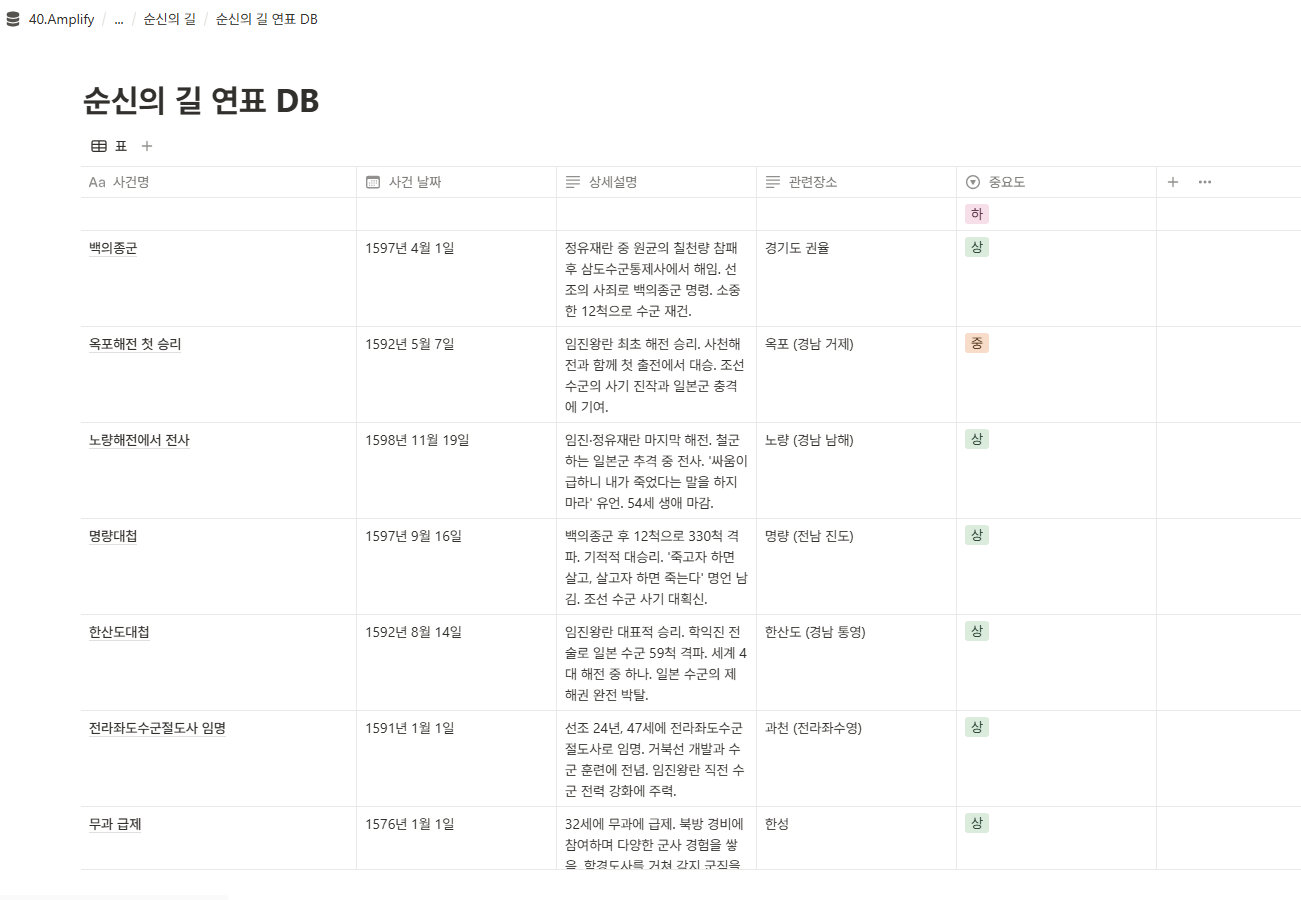 40.Amplify / ... / 순신의 길 / 순신의 길 연표 DB
순신의 길 연표 DB
표 +
Aa 사건명 사건 날짜 상세설명 관련장소 중요도 + ...
하
백의종군 1597년 4월 1일 정유재란 중 원균의 칠천량 참패 경기도 권율 상
후 삼도수군통제사에서 해임. 선
조의 사죄로 백의종군 명령. 소중
한 12척으로 수군 재건.
옥포해전 첫 승리 1592년 5월 7일 임진왜란 최초 해전 승리. 사천해 옥포 (경남 거제) 중
전과 함께 첫 출전에서 대승. 조선
수군의 사기 진작과 일본군 충격
에 기여.
노량해전에서 전사 1598년 11월 19일 임진·정유재란 마지막 해전. 철군 노량 (경남 남해) 상
하는 일본군 추격 중 전사. '싸움이
급하니 내가 죽었다는 말을 하지
마라' 유언. 54세 생애 마감.
명량대첩 1597년 9월 16일 백의종군 후 12척으로 330척 격 명량 (전남 진도) 상
파. 기적적 대승리. '죽고자 하면
살고, 살고자 하면 죽는다' 명언 남
김. 조선 수군 사기 대획신.
한산도대첩 1592년 8월 14일 임진왜란 대표적 승리. 학익진 전 한산도 (경남 통영) 상
술로 일본 수군 59척 격파. 세계 4
대 해전 중 하나. 일본 수군의 제
해권 완전 박탈.
전라좌도수군절도사 임명 1591년 1월 1일 선조 24년, 47세에 전라좌도수군 과천 (전라좌수영) 상
절도사로 임명. 거북선 개발과 수
군 훈련에 전념. 임진왜란 직전 수
군 전력 강화에 주력.
무과 급제 1576년 1월 1일 32세에 무과에 급제. 북방 경비에 한성 상
참여하며 다양한 군사 경험을 쌓
음. 함경도사를 거쳐 각지 군직을